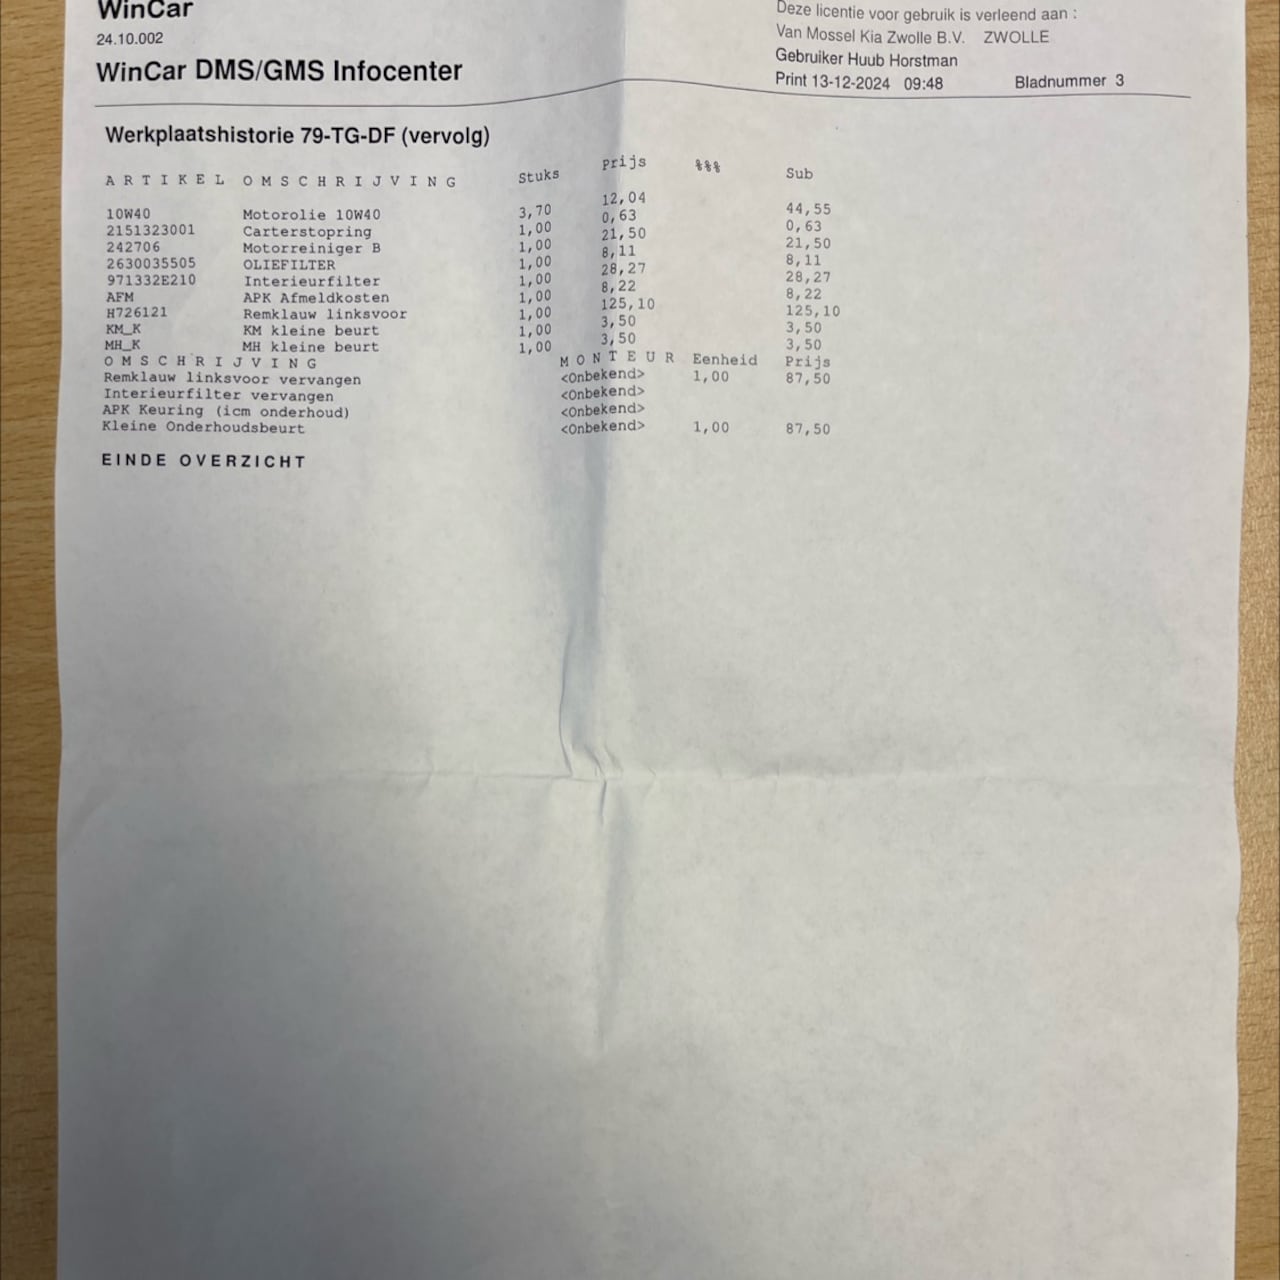 WinCar
24.10.002
WinCar DMS/GMS Infocenter
Deze licentie voor gebruik is verleend aan :
Van Mossel Kia Zwolle B.V. ZWOLLE
Gebruiker Huub Horstman
Print 13-12-2024 09:48 Bladnummer 3
Werkplaatshistorie 79-TG-DF (vervolg)
ARTIKEL OMSCHRIJVING Stuks Prijs %%% Sub
10W40 Motorolie 10W40 3,70 12,04 44,55
2151323001 Carterstopring 1,00 0,63 0,63
242706 Motorreiniger B 1,00 21,50 21,50
2630035505 OLIEFILTER 1,00 8,11 8,11
971332E210 Interieurfilter 1,00 28,27 28,27
AFM APK Afmeldkosten 1,00 8,22 8,22
H726121 Remklauw linksvoor 1,00 125,10 125,10
KM_K KM kleine beurt 1,00 3,50 3,50
MH_K MH kleine beurt 1,00 3,50 3,50
OMSCHRIJVING MONTEUR Eenheid Prijs
Remklauw linksvoor vervangen <Onbekend> 1,00 87,50
Interieurfilter vervangen <Onbekend>
APK Keuring (icm onderhoud) <Onbekend>
Kleine Onderhoudsbeurt <Onbekend> 1,00 87,50
EINDE OVERZICHT